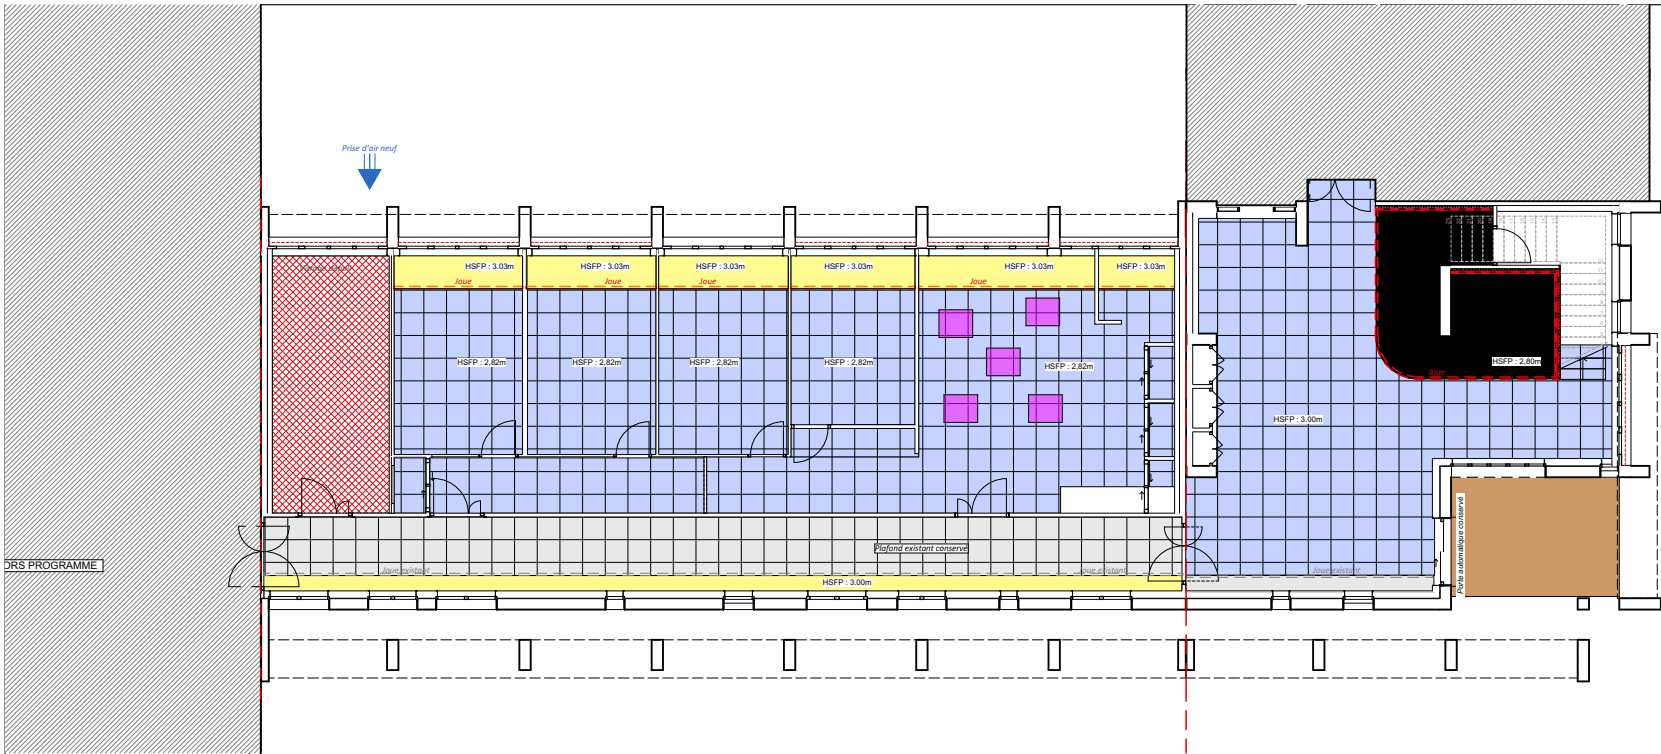 Prise d'air neuf
HSFP : 3.03m
HSFP : 3.03m
HSFP : 3.03m
HSFP : 3.03m
HSFP : 3.03m
HSFP : 3.03m
Joue
Joue
Joue
Joue
HSFP : 2,82m
HSFP : 2,82m
HSFP : 2,82m
HSFP : 2,82m
HSFP : 2,82m
HSFP : 2,80m
Joue
HSFP : 3.00m
Porte automatique conservé
Plafond existant conservé
ORS PROGRAMME
Joue existant
Joue existant
Joue existant
HSFP : 3.00m